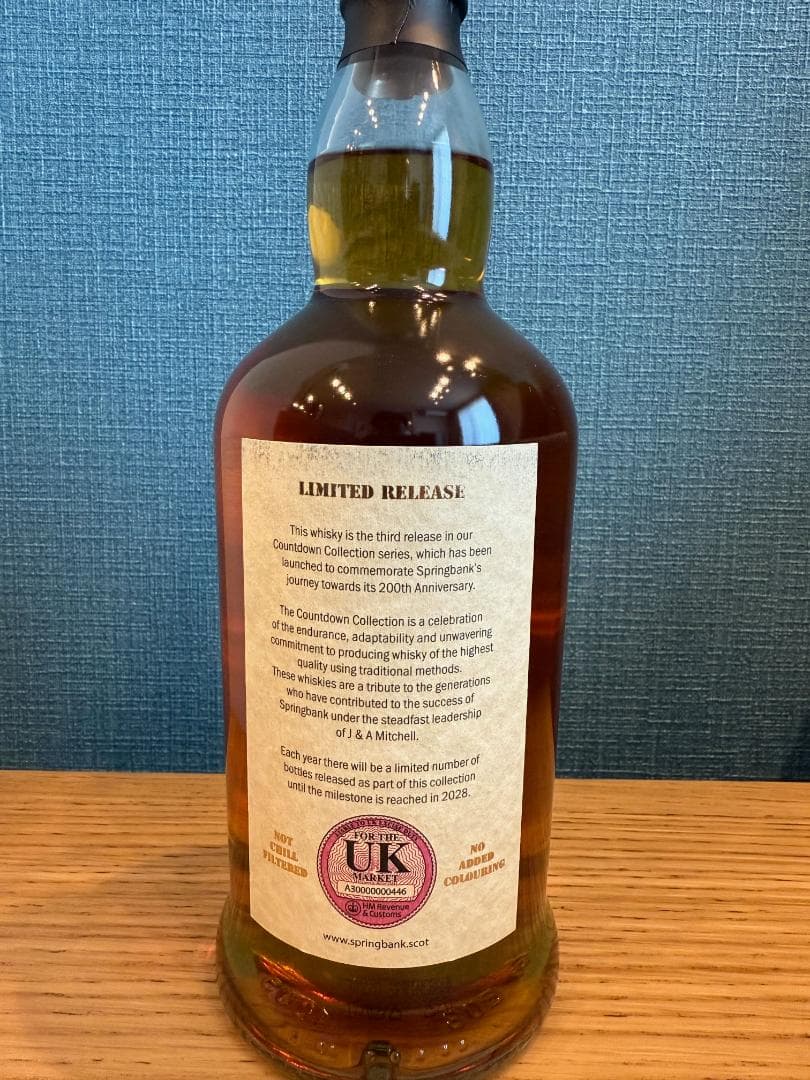 LIMITED RELEASE
This whisky is the third release in our
Countdown Collection series, which has been
launched to commemorate Springbank's
journey towards its 200th Anniversary.
The Countdown Collection is a celebration
of the endurance, adaptability and unwavering
commitment to producing whisky of the highest
quality using traditional methods.
These whiskies are a tribute to the generations
who have contributed to the success of
Springbank under the steadfast leadership
of J & A Mitchell.
Each year there will be a limited number of
bottles released as part of this collection
until the milestone is reached in 2028.
NOT
CHILL
FILTERED
FOR THE
UK
MARKET
A30000000446
HM Revenue
& Customs
NO
ADDED
COLOURING
www.springbank.scot